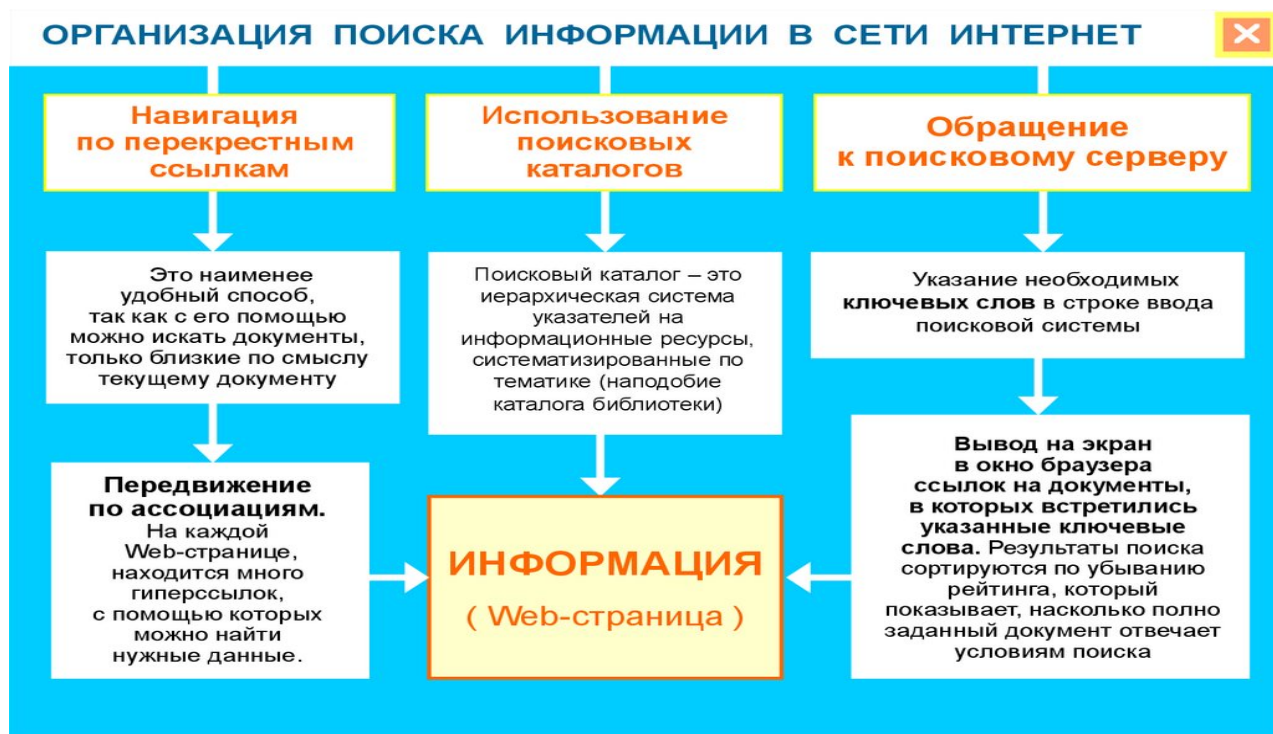 ОРГАНИЗАЦИЯ ПОИСКА ИНФОРМАЦИИ В СЕТИ ИНТЕРНЕТ
Навигация
по перекрестным
ссылкам
Это наименее
удобный способ,
так как с его помощью
можно искать документы,
только близкие по смыслу
текущему документу
Передвижение
по ассоциациям.
На каждой
Web-странице,
находится много
гиперссылок,
с помощью которых
можно найти
нужные данные.
Использование
поисковых
каталогов
Поисковый каталог – это
иерархическая система
указателей на
информационные ресурсы,
систематизированные по
тематике (наподобие
каталога библиотеки)
Обращение
к поисковому серверу
Указание необходимых
ключевых слов в строке ввода
поисковой системы
Вывод на экран
в окно браузера
ссылок на документы,
в которых встретились
указанные ключевые
слова. Результаты поиска
сортируются по убыванию
рейтинга, который
показывает, насколько полно
заданный документ отвечает
условиям поиска
ИНФОРМАЦИЯ
( Web-страница )